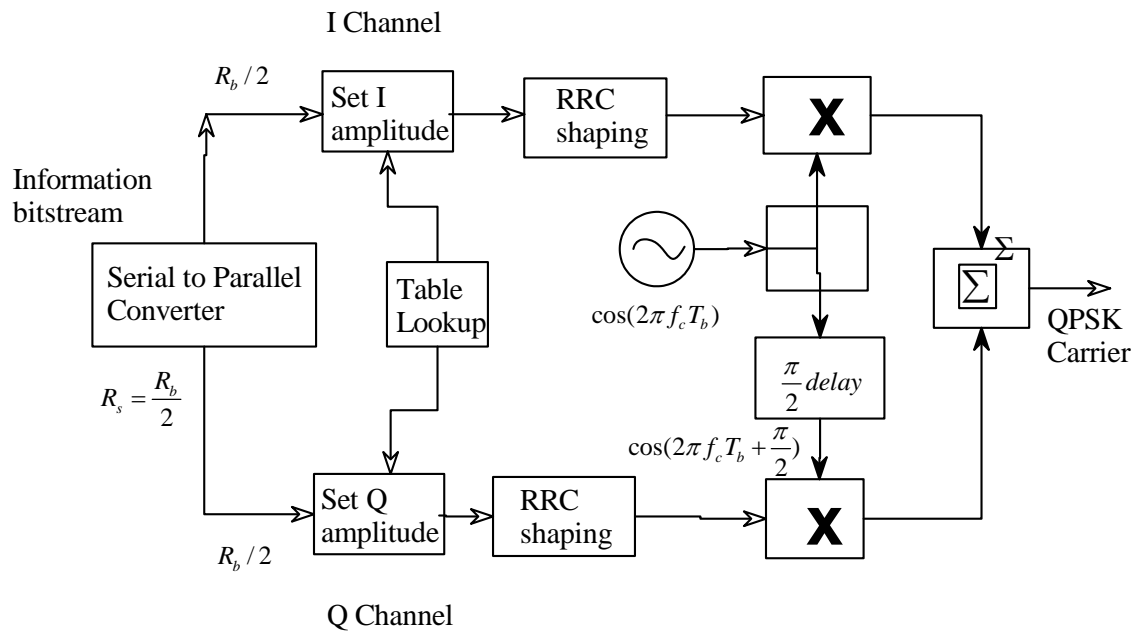 I Channel
R_b / 2
Set I
amplitude
RRC
shaping
X
Information
bitstream
Serial to Parallel
Converter
Table
Lookup
cos(2π f_c T_b)
Σ
Σ
QPSK
Carrier
R_s = R_b / 2
π/2 delay
cos(2π f_c T_b + π/2)
Set Q
amplitude
RRC
shaping
X
R_b / 2
Q Channel